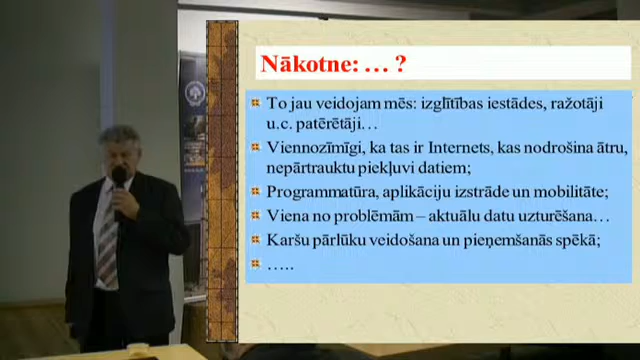 Nākotne: … ?
To jau veidojam mēs: izglītības iestādes, ražotāji
u.c. patērētāji…
Viennozīmīgi, ka tas ir Internets, kas nodrošina ātru,
nepārtrauktu piekļuvi datiem;
Programmatūra, aplikāciju izstrāde un mobilitāte;
Viena no problēmām – aktuālu datu uzturēšana…
Karšu pārlūku veidošana un pieņemšanās spēkā;
…..